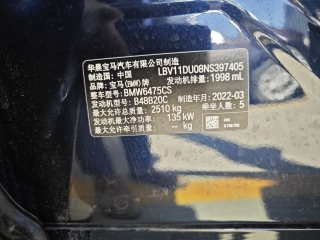 华晨宝马汽车有限公司制造
制造国：中国 LBV11DU08NS397405
品牌：宝马(BMW)牌 发动机排量：1998 mL
整车型号：BMW6475CS
发动机型号：B48B20C 制造年月：2022-03
最大允许总质量：2510 kg 乘坐人数：5
发动机最大净功率：135 kW
最大允许牵引质量：- kg